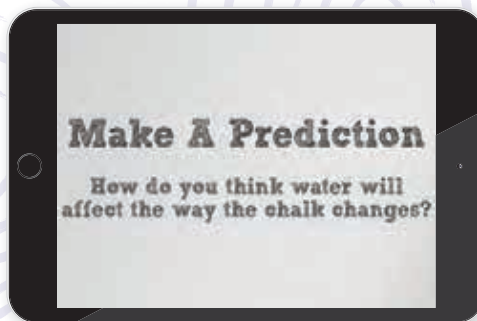 Make A Prediction
How do you think water will
affect the way the chalk changes?